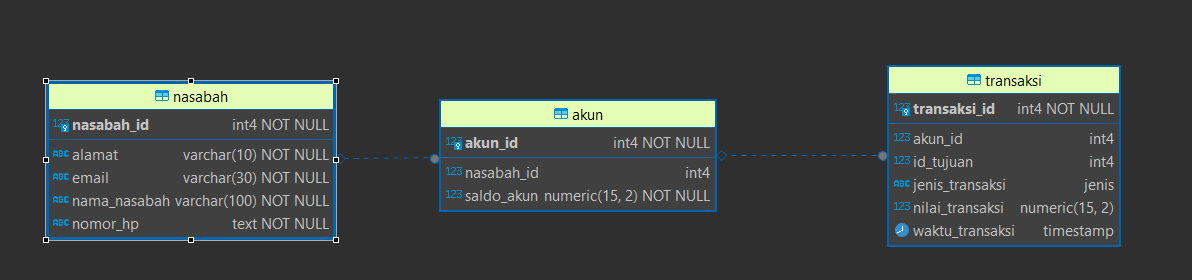 nasabah
123 nasabah_id int4 NOT NULL
ABC alamat varchar(10) NOT NULL
ABC email varchar(30) NOT NULL
ABC nama_nasabah varchar(100) NOT NULL
ABC nomor_hp text NOT NULL
akun
123 akun_id int4 NOT NULL
123 nasabah_id int4
123 saldo_akun numeric(15, 2) NOT NULL
transaksi
123 transaksi_id int4 NOT NULL
123 akun_id int4
123 id_tujuan int4
ABC jenis_transaksi jenis
123 nilai_transaksi numeric(15, 2)
waktu_transaksi timestamp